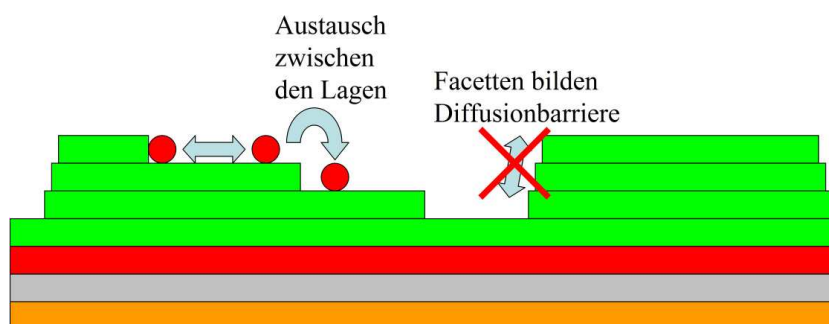 Austausch
zwischen
den Lagen
Facetten bilden
Diffusionbarriere